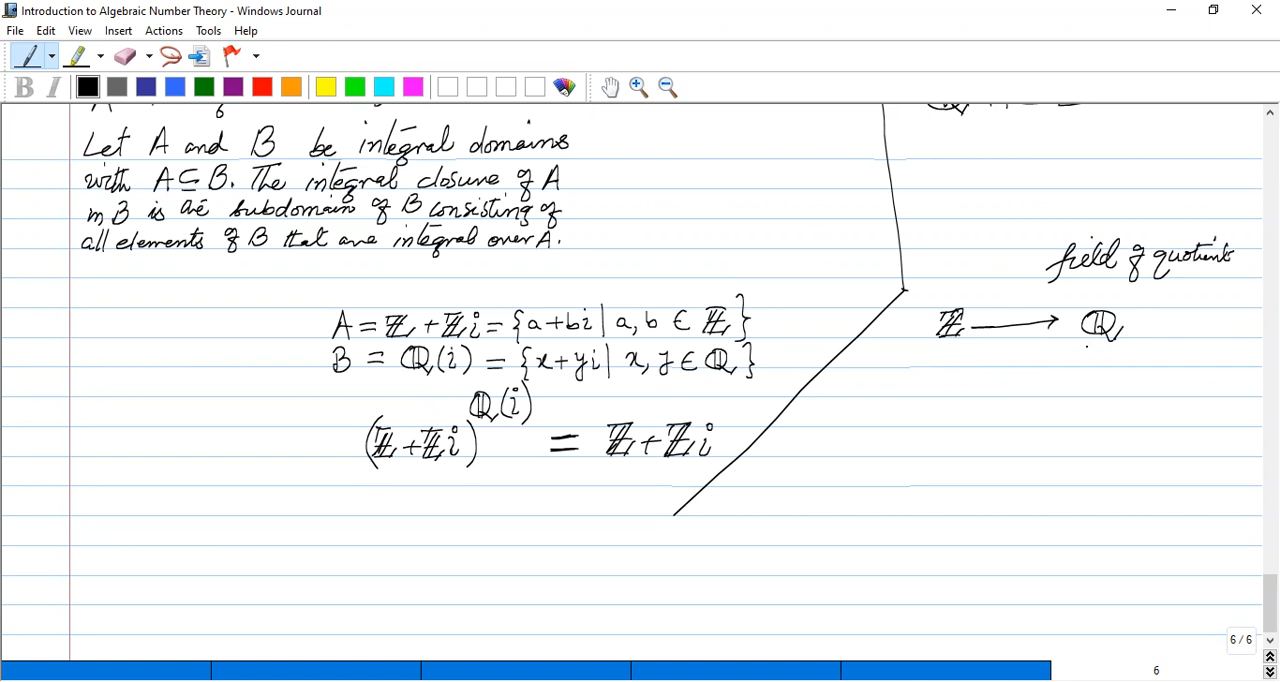 Introduction to Algebraic Number Theory - Windows Journal
File Edit View Insert Actions Tools Help
B I
Let A and B be integral domains
with A ⊆ B. The integral closure of A
in B is the subdomain of B consisting of
all elements of B that are integral over A.
field of quotients
A = ℤ + ℤi = {a+bi | a, b ∈ ℤ}
ℤ ⟶ ℚ
B = ℚ(i) = {x+yi | x, y ∈ ℚ}
ℚ(i)
(ℤ+ℤi) = ℤ+ℤi
6 / 6
6